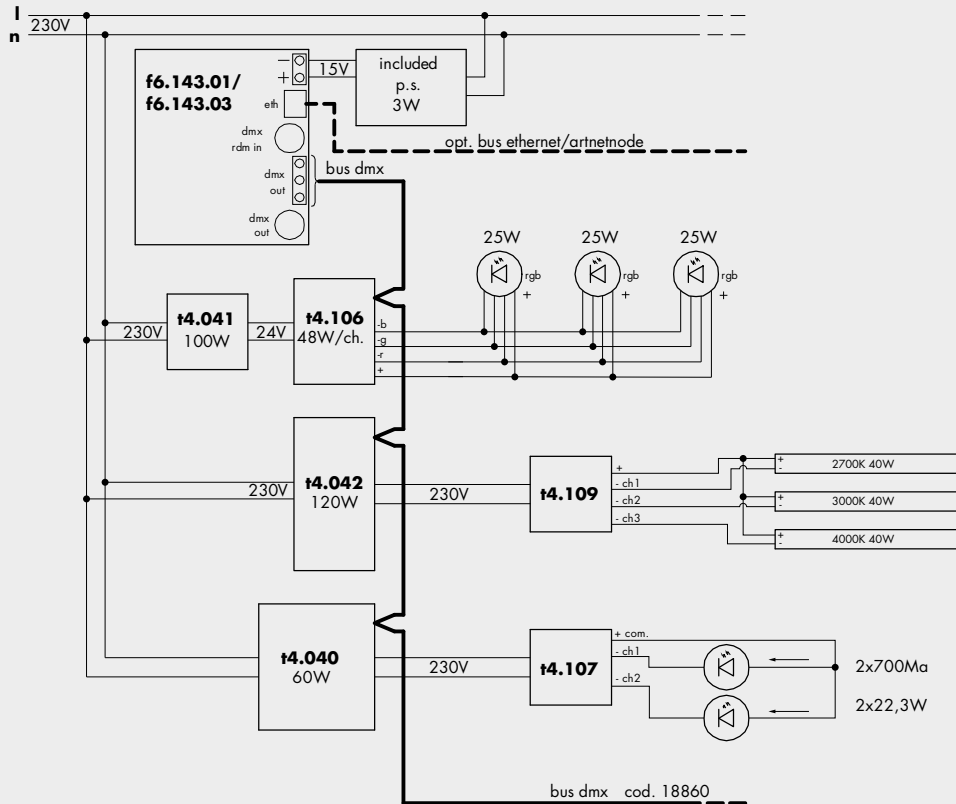 l
230V
n
f6.143.01/
f6.143.03
−
+
15V
included
p.s.
3W
eth
dmx
rdm in
opt. bus ethernet/artnetnode
dmx
out
bus dmx
dmx
out
25W
25W
25W
rgb
+
rgb
+
rgb
+
230V
t4.041
100W
24V
t4.106
48W/ch.
-b
-g
-r
+
230V
t4.042
120W
230V
t4.109
+
- ch1
- ch2
- ch3
+
-
2700K 40W
+
-
3000K 40W
+
-
4000K 40W
t4.040
60W
230V
t4.107
+ com.
- ch1
- ch2
2x700Ma
2x22,3W
bus dmx cod. 18860